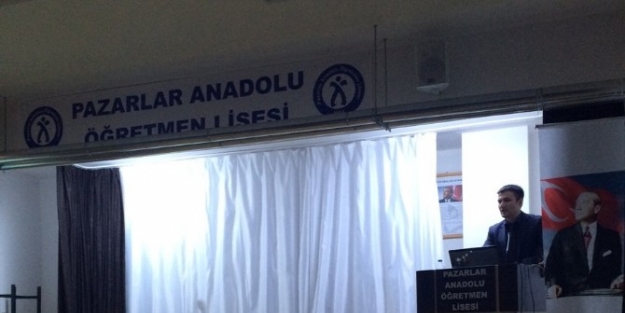 PAZARLAR ANADOLU
ÖĞRETMEN LİSESİ
PAZARLAR
ANADOLU
ÖĞRETMEN
LİSESİ